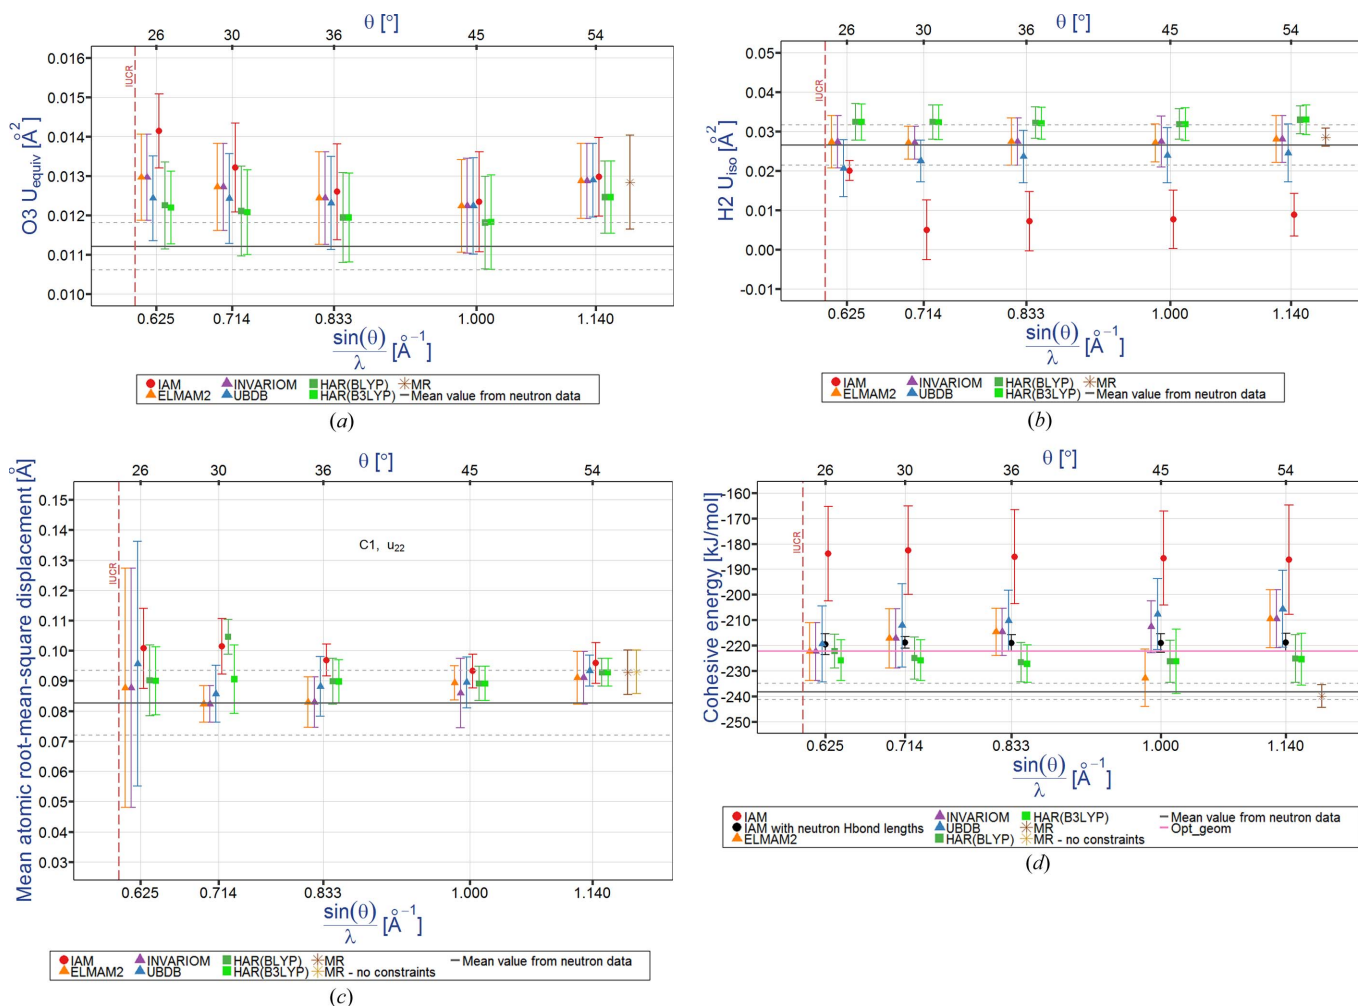 θ [°]
26 30 36 45 54
0.016
0.015
0.014
0.013
0.012
0.011
0.010
O3 Uequiv [Å2]
IUCR
0.625 0.714 0.833 1.000 1.140
sin(θ)
λ
[Å−1]
IAM INVARIOM HAR(BLYP) MR
ELMAM2 UBDB HAR(B3LYP) Mean value from neutron data
(a)
θ [°]
26 30 36 45 54
0.05
0.04
0.03
0.02
0.01
0.00
-0.01
H2 Uiso [Å2]
IUCR
0.625 0.714 0.833 1.000 1.140
sin(θ)
λ
[Å−1]
IAM INVARIOM HAR(BLYP) MR
ELMAM2 UBDB HAR(B3LYP) Mean value from neutron data
(b)
θ [°]
26 30 36 45 54
0.15
0.14
0.13
0.12
0.11
0.10
0.09
0.08
0.07
0.06
0.05
0.04
0.03
Mean atomic root-mean-square displacement [Å]
IUCR
C1, u22
0.625 0.714 0.833 1.000 1.140
sin(θ)
λ
[Å−1]
IAM INVARIOM HAR(BLYP) MR Mean value from neutron data
ELMAM2 UBDB HAR(B3LYP) MR - no constraints
(c)
θ [°]
26 30 36 45 54
-160
-170
-180
-190
-200
-210
-220
-230
-240
-250
Cohesive energy [kJ/mol]
IUCR
0.625 0.714 0.833 1.000 1.140
sin(θ)
λ
[Å−1]
IAM INVARIOM HAR(B3LYP) Mean value from neutron data
IAM with neutron Hbond lengths UBDB MR Opt_geom
ELMAM2 HAR(BLYP) MR - no constraints
(d)